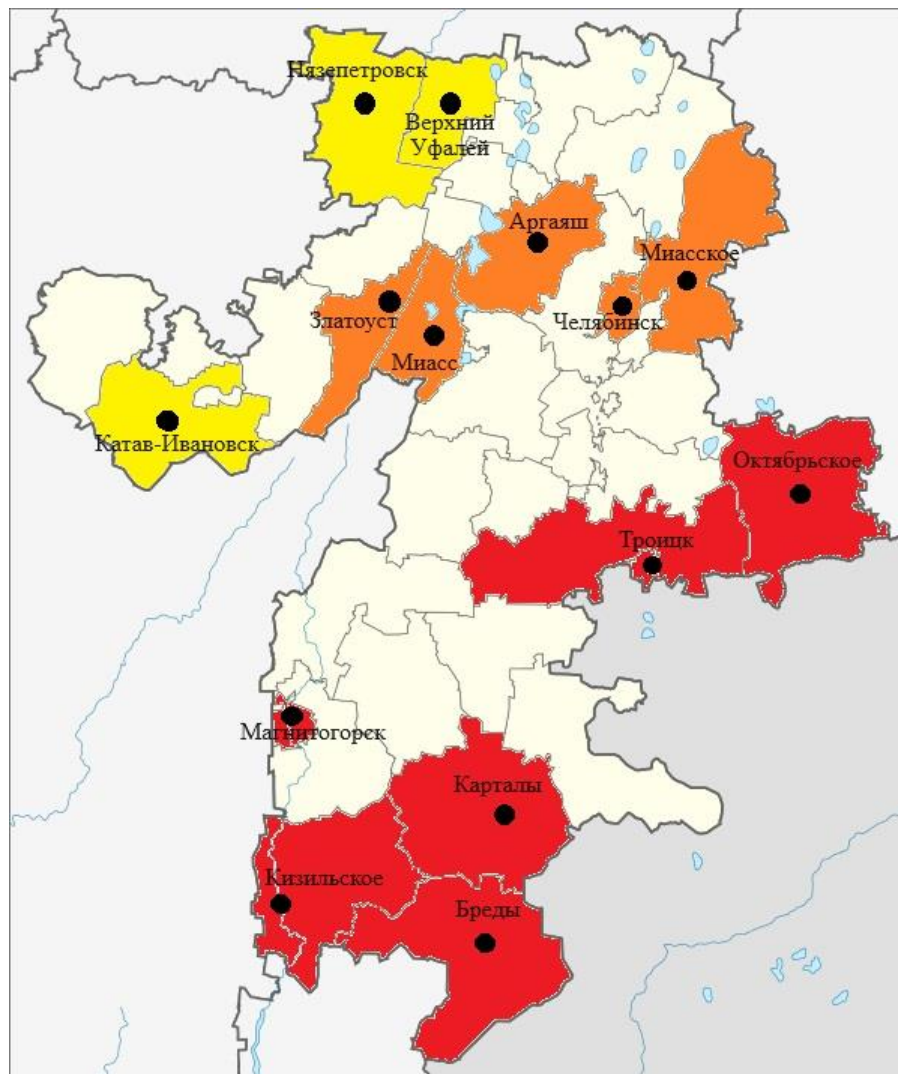 Нязепетровск
Верхний
Уфалей
Аргаяш
Миасское
Златоуст
Челябинск
Миасс
Катав-Ивановск
Октябрьское
Троицк
Магнитогорск
Карталы
Кизильское
Бреды